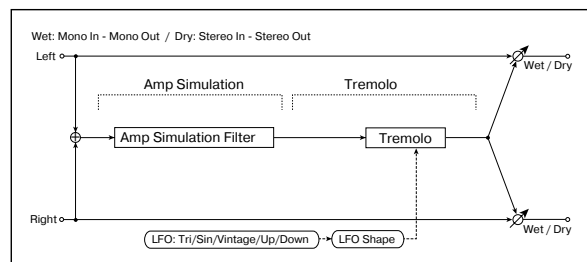 Wet: Mono In - Mono Out / Dry: Stereo In - Stereo Out
Left
Wet / Dry
Amp Simulation
Tremolo
Amp Simulation Filter
Tremolo
Right
Wet / Dry
LFO: Tri/Sin/Vintage/Up/Down
LFO Shape